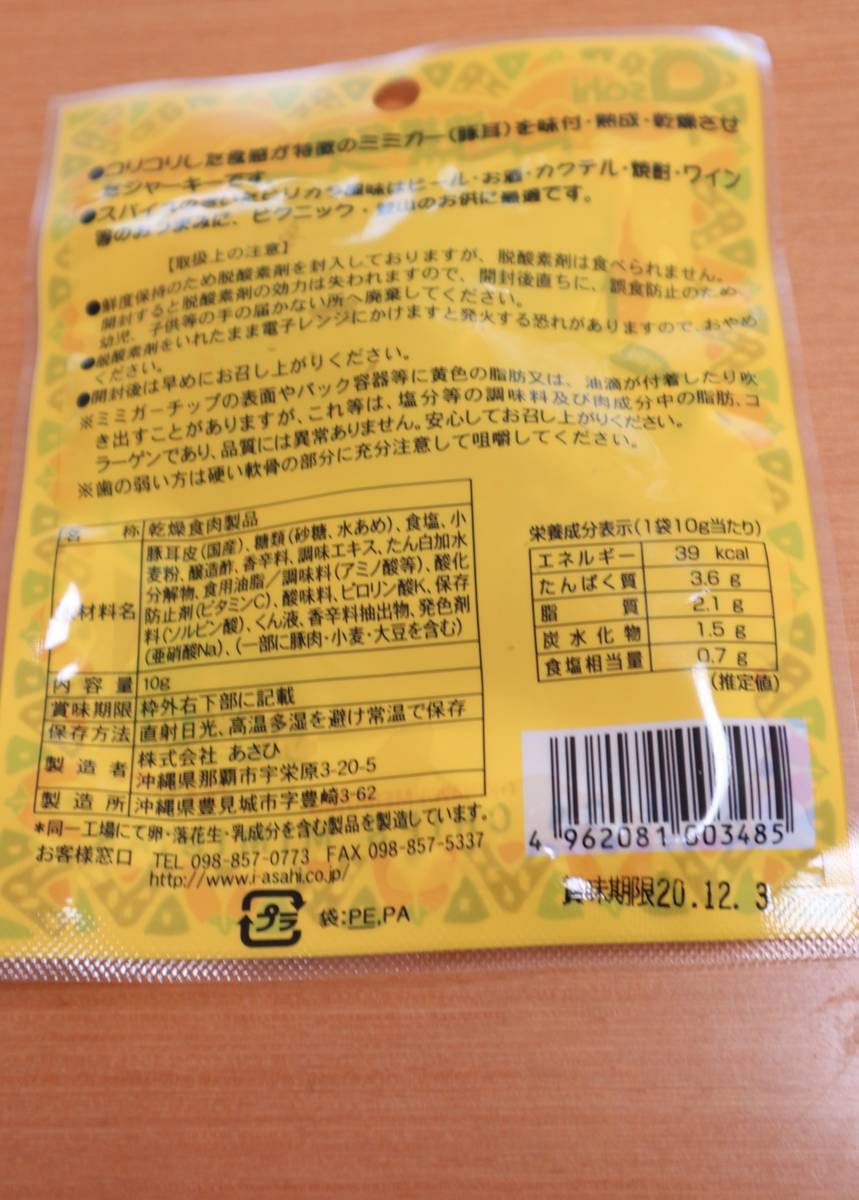 ●コリコリした食感が特徴のミミガー(豚耳)を味付・熟成・乾燥させ
たジャーキーです。
●スパイスの ピリカラ風味はビール・お酒・カクテル・焼酎・ワイン
等のおつまみに、ピクニック・登山のお供に最適です。
【取扱上の注意】
●鮮度保持のため脱酸素剤を封入しておりますが、脱酸素剤は食べられません。
開封すると脱酸素剤の効力は失われますので、開封後直ちに、誤食防止のため
幼児、子供等の手の届かない所へ廃棄してください。
●脱酸素剤をいれたまま電子レンジにかけますと発火する恐れがありますので、おやめ
ください。
●開封後は早めにお召し上がりください。
※ミミガーチップの表面やパック容器等に黄色の脂肪又は、油滴が付着したり吹
き出すことがありますが、これ等は、塩分等の調味料及び肉成分中の脂肪、コ
ラーゲンであり、品質には異常ありません。安心してお召し上がりください。
※歯の弱い方は硬い軟骨の部分に充分注意して咀嚼してください。
名称 乾燥食肉製品
材料名 豚耳皮(国産)、糖類(砂糖、水あめ)、食塩、小
麦粉、醸造酢、香辛料、調味エキス、たん白加水
分解物、食用油脂/調味料(アミノ酸等)、酸化
防止剤(ビタミンC)、酸味料、ピロリン酸K、保存
料(ソルビン酸)、くん液、香辛料抽出物、発色剤
(亜硝酸Na)、(一部に豚肉・小麦・大豆を含む)
内容量 10g
賞味期限 枠外右下部に記載
保存方法 直射日光、高温多湿を避け常温で保存
製造者 株式会社 あさひ
沖縄県那覇市字栄原3-20-5
製造所 沖縄県豊見城市字豊崎3-62
*同一工場にて卵・落花生・乳成分を含む製品を製造しています。
お客様窓口 TEL 098-857-0773 FAX 098-857-5337
http://www.i-asahi.co.jp/
プラ 袋:PE,PA
栄養成分表示(1袋10g当たり)
エネルギー 39 kcal
たんぱく質 3.6 g
脂質 2.1 g
炭水化物 1.5 g
食塩相当量 0.7 g
(推定値)
4 962081 003485
賞味期限20.12. 3